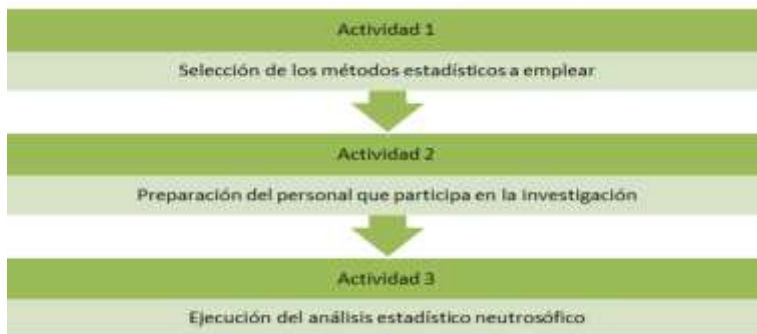 Actividad 1
Selección de los métodos estadísticos a emplear
Actividad 2
Preparación del personal que participa en la investigación
Actividad 3
Ejecución del análisis estadístico neutrosófico